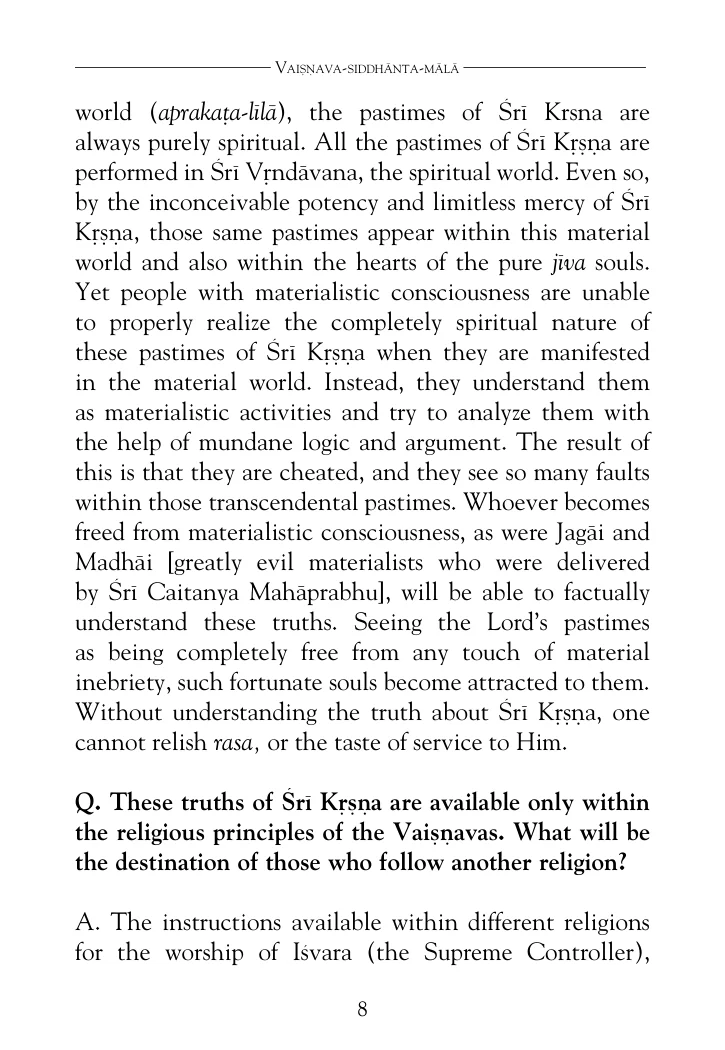 Vaiṣnava-siddhānta-mālā
world (aprakaṭa-līlā), the pastimes of Śrī Krsna are
always purely spiritual. All the pastimes of Śrī Kṛṣṇa are
performed in Śrī Vṛndāvana, the spiritual world. Even so,
by the inconceivable potency and limitless mercy of Śrī
Kṛṣṇa, those same pastimes appear within this material
world and also within the hearts of the pure jīva souls.
Yet people with materialistic consciousness are unable
to properly realize the completely spiritual nature of
these pastimes of Śrī Kṛṣṇa when they are manifested
in the material world. Instead, they understand them
as materialistic activities and try to analyze them with
the help of mundane logic and argument. The result of
this is that they are cheated, and they see so many faults
within those transcendental pastimes. Whoever becomes
freed from materialistic consciousness, as were Jagāi and
Madhāi [greatly evil materialists who were delivered
by Śrī Caitanya Mahāprabhu], will be able to factually
understand these truths. Seeing the Lord’s pastimes
as being completely free from any touch of material
inebriety, such fortunate souls become attracted to them.
Without understanding the truth about Śrī Kṛṣṇa, one
cannot relish rasa, or the taste of service to Him.
Q. These truths of Śrī Kṛṣṇa are available only within
the religious principles of the Vaiṣṇavas. What will be
the destination of those who follow another religion?
A. The instructions available within different religions
for the worship of Iśvara (the Supreme Controller),
8